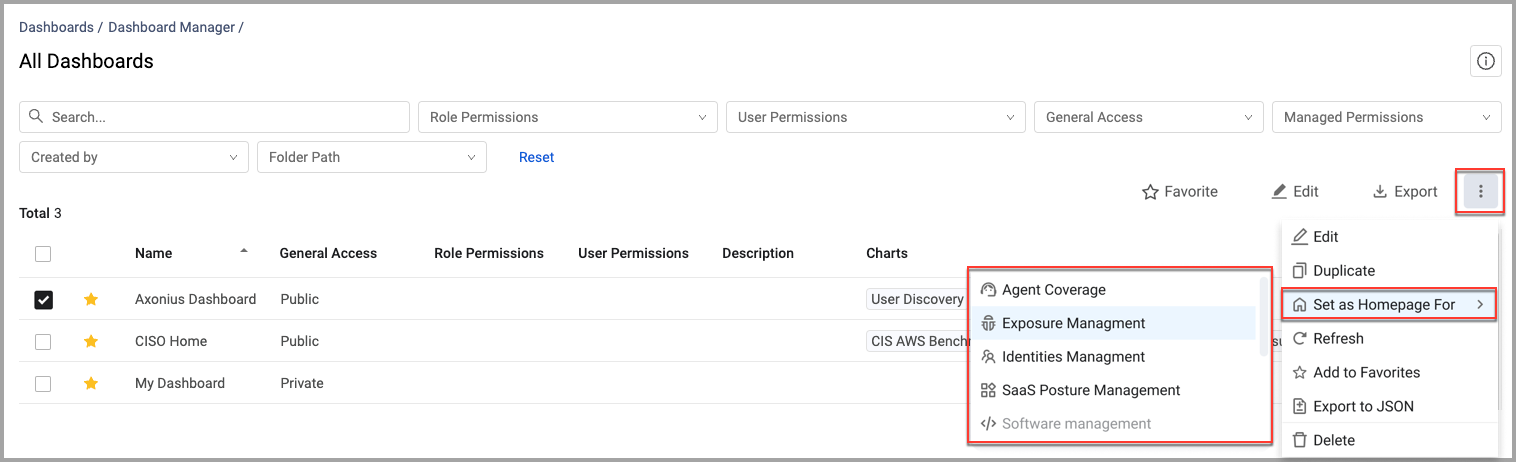 Dashboards / Dashboard Manager /
All Dashboards
Search...
Role Permissions
User Permissions
General Access
Managed Permissions
Created by
Folder Path
Reset
Favorite
Edit
Export
Total 3
Name
General Access
Role Permissions
User Permissions
Description
Charts
Axonius Dashboard
Public
User Discovery
CISO Home
Public
CIS AWS Bench
My Dashboard
Private
Agent Coverage
Exposure Managment
Identities Managment
SaaS Posture Management
Software management
Edit
Duplicate
Set as Homepage For
Refresh
Add to Favorites
Export to JSON
Delete